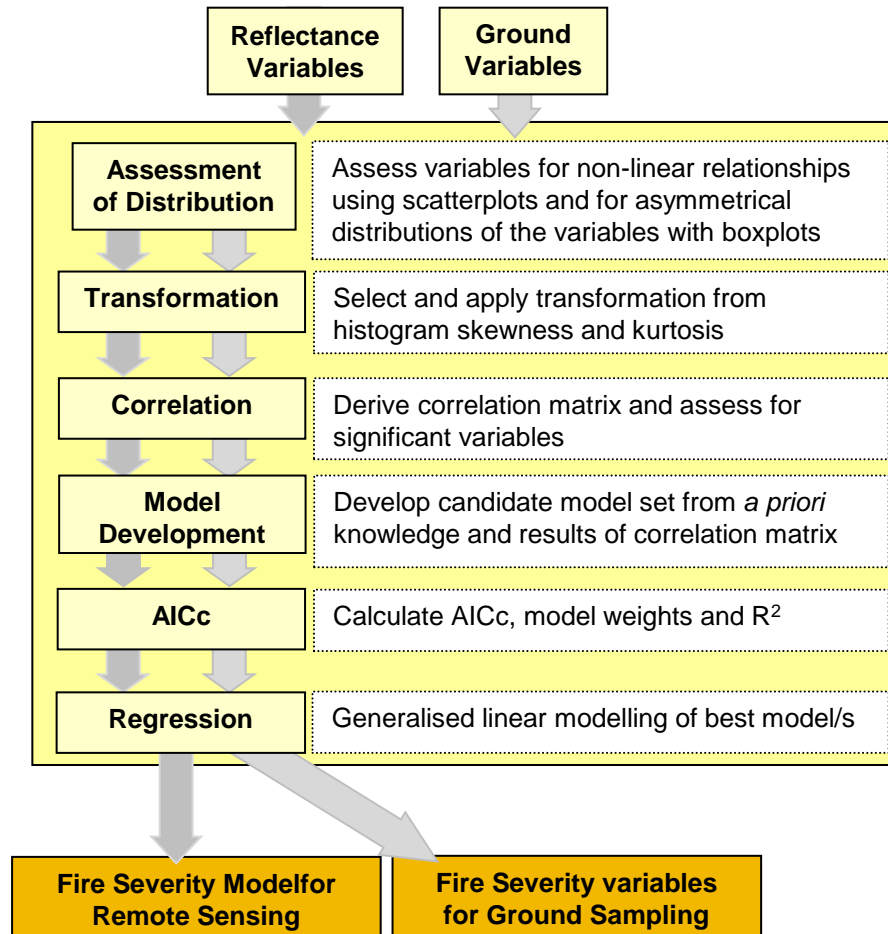 Reflectance
Variables
Ground
Variables
Assessment
of Distribution
Assess variables for non-linear relationships
using scatterplots and for asymmetrical
distributions of the variables with boxplots
Transformation
Select and apply transformation from
histogram skewness and kurtosis
Correlation
Derive correlation matrix and assess for
significant variables
Model
Development
Develop candidate model set from a priori
knowledge and results of correlation matrix
AICc
Calculate AICc, model weights and R²
Regression
Generalised linear modelling of best model/s
Fire Severity Modelfor
Remote Sensing
Fire Severity variables
for Ground Sampling